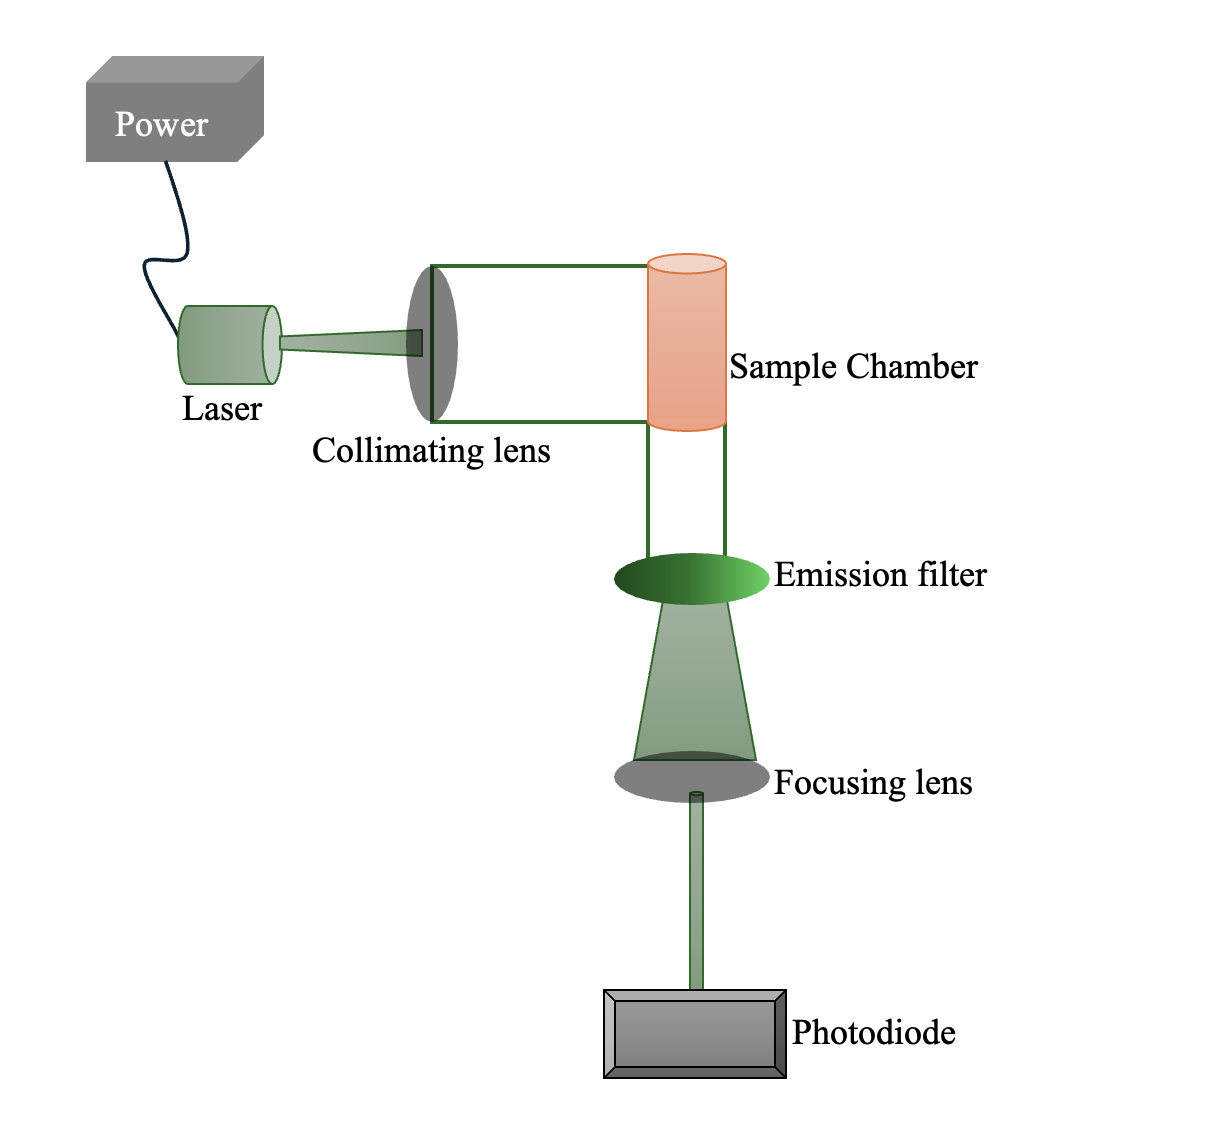 Power
Laser
Collimating lens
Sample Chamber
Emission filter
Focusing lens
Photodiode